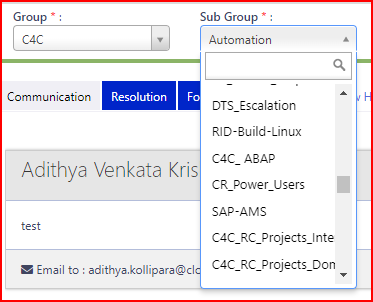 Group * :
Sub Group * :
C4C
Automation
Communication
Resolution
DTS_Escalation
RID-Build-Linux
C4C_ ABAP
CR_Power_Users
SAP-AMS
C4C_RC_Projects_Inte
C4C_RC_Projects_Don
Adithya Venkata Kris
test
Email to : adithya.kollipara@clo